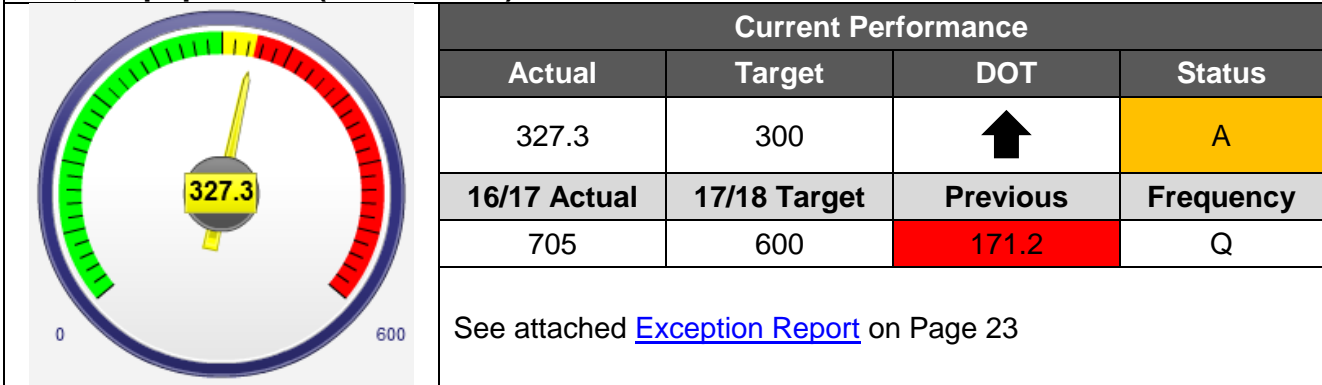 Current Performance
Actual Target DOT Status
327.3 300 A
16/17 Actual 17/18 Target Previous Frequency
705 600 171.2 Q
See attached Exception Report on Page 23
327.3
0 600